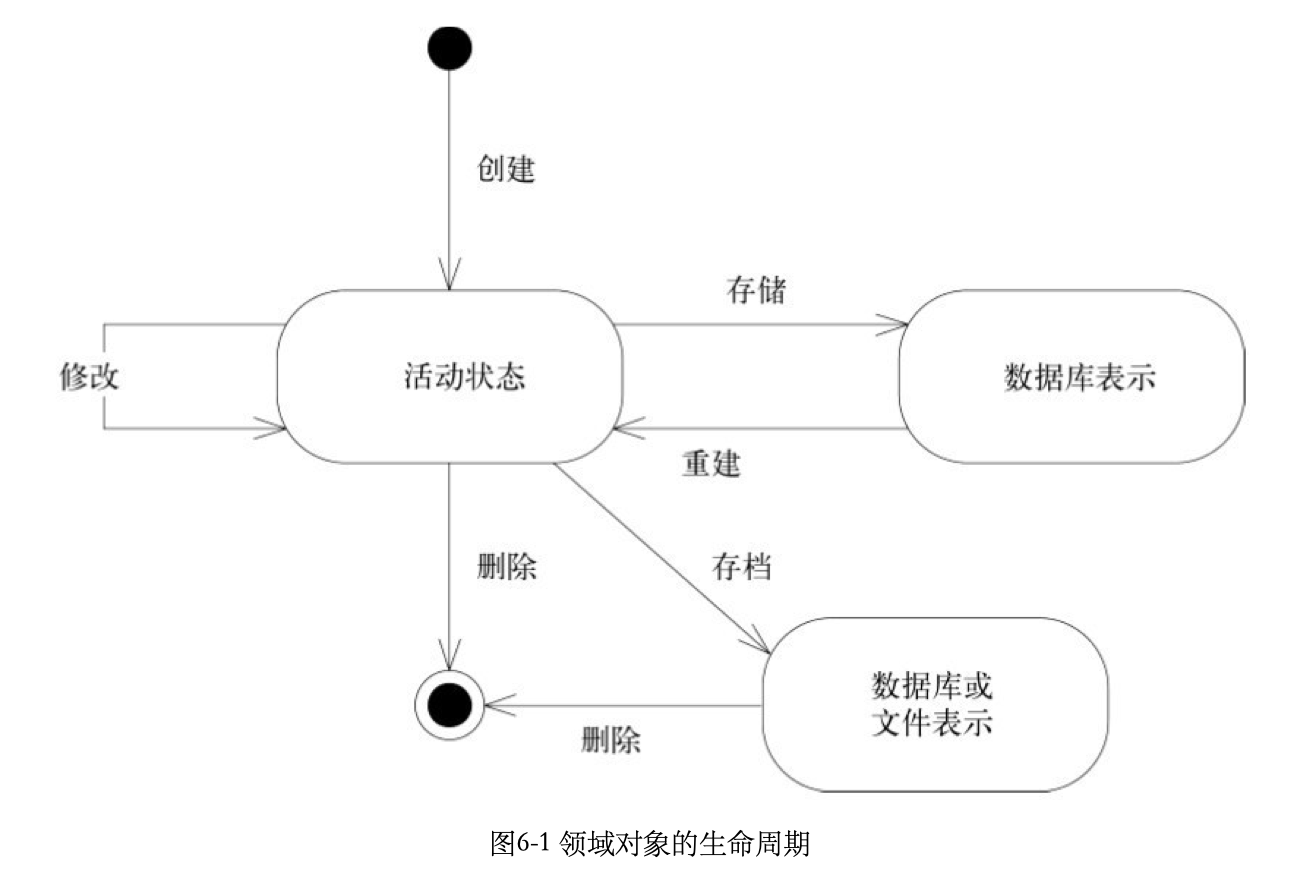 创建
存储
修改
活动状态
数据库表示
重建
删除
存档
数据库或
文件表示
删除
图6-1 领域对象的生命周期